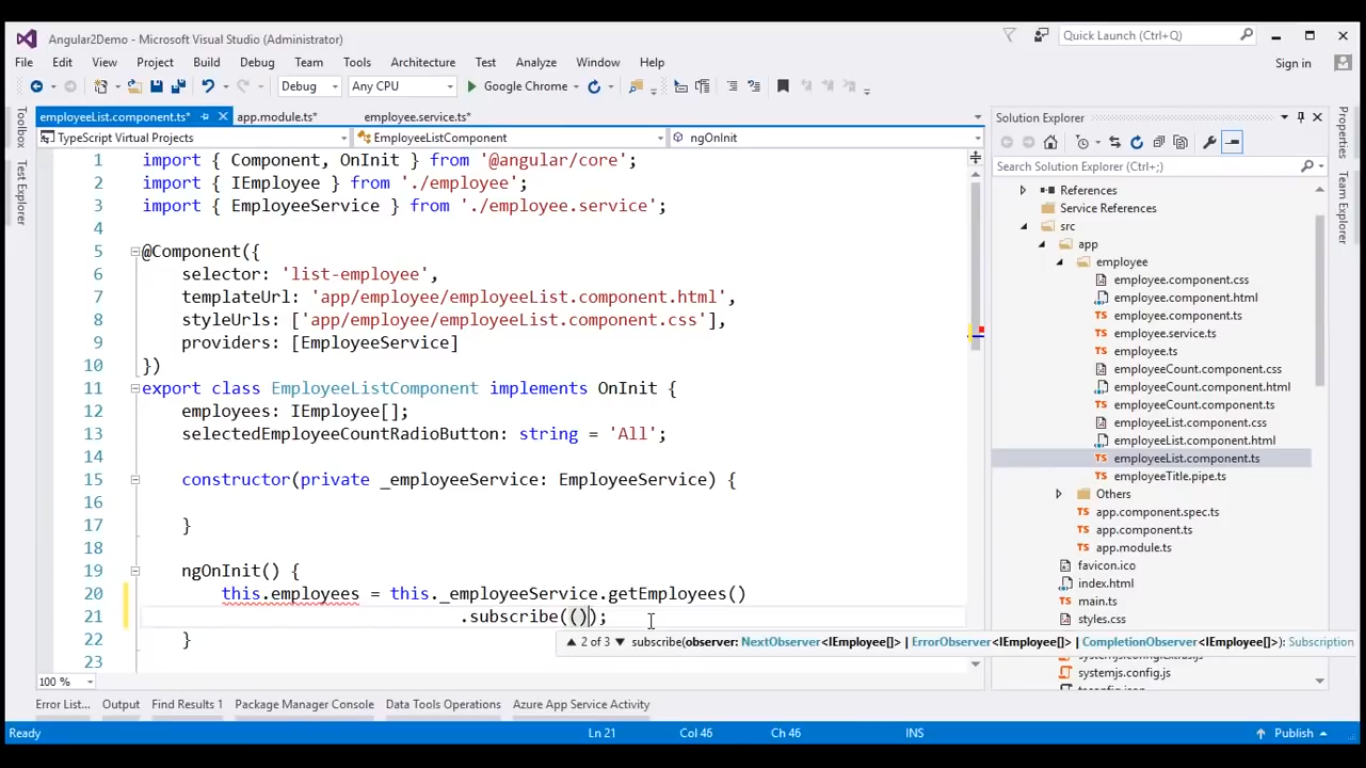 Angular2Demo - Microsoft Visual Studio (Administrator)
Quick Launch (Ctrl+Q)
File Edit View Project Build Debug Team Tools Architecture Test Analyze Window Help
Sign in
Debug Any CPU Google Chrome
Toolbox
Test Explorer
employeeList.component.ts* app.module.ts* employee.service.ts*
TypeScript Virtual Projects EmployeeListComponent ngOnInit
1 import { Component, OnInit } from '@angular/core';
2 import { IEmployee } from './employee';
3 import { EmployeeService } from './employee.service';
4
5 @Component({
6 selector: 'list-employee',
7 templateUrl: 'app/employee/employeeList.component.html',
8 styleUrls: ['app/employee/employeeList.component.css'],
9 providers: [EmployeeService]
10 })
11 export class EmployeeListComponent implements OnInit {
12 employees: IEmployee[];
13 selectedEmployeeCountRadioButton: string = 'All';
14
15 constructor(private _employeeService: EmployeeService) {
16
17 }
18
19 ngOnInit() {
20 this.employees = this._employeeService.getEmployees()
21 .subscribe(());
22 }
23
▲ 2 of 3 ▼ subscribe(observer: NextObserver<IEmployee[]> | ErrorObserver<IEmployee[]> | CompletionObserver<IEmployee[]>): Subscription
100 %
Solution Explorer
Search Solution Explorer (Ctrl+;)
References
Service References
src
app
employee
employee.component.css
employee.component.html
TS employee.component.ts
TS employee.service.ts
TS employee.ts
employeeCount.component.css
employeeCount.component.html
TS employeeCount.component.ts
employeeList.component.css
employeeList.component.html
TS employeeList.component.ts
TS employeeTitle.pipe.ts
Others
TS app.component.spec.ts
TS app.component.ts
TS app.module.ts
favicon.ico
index.html
TS main.ts
styles.css
systemjs.config.js
Properties
Team Explorer
Error List... Output Find Results 1 Package Manager Console Data Tools Operations Azure App Service Activity
Ready Ln 21 Col 46 Ch 46 INS Publish